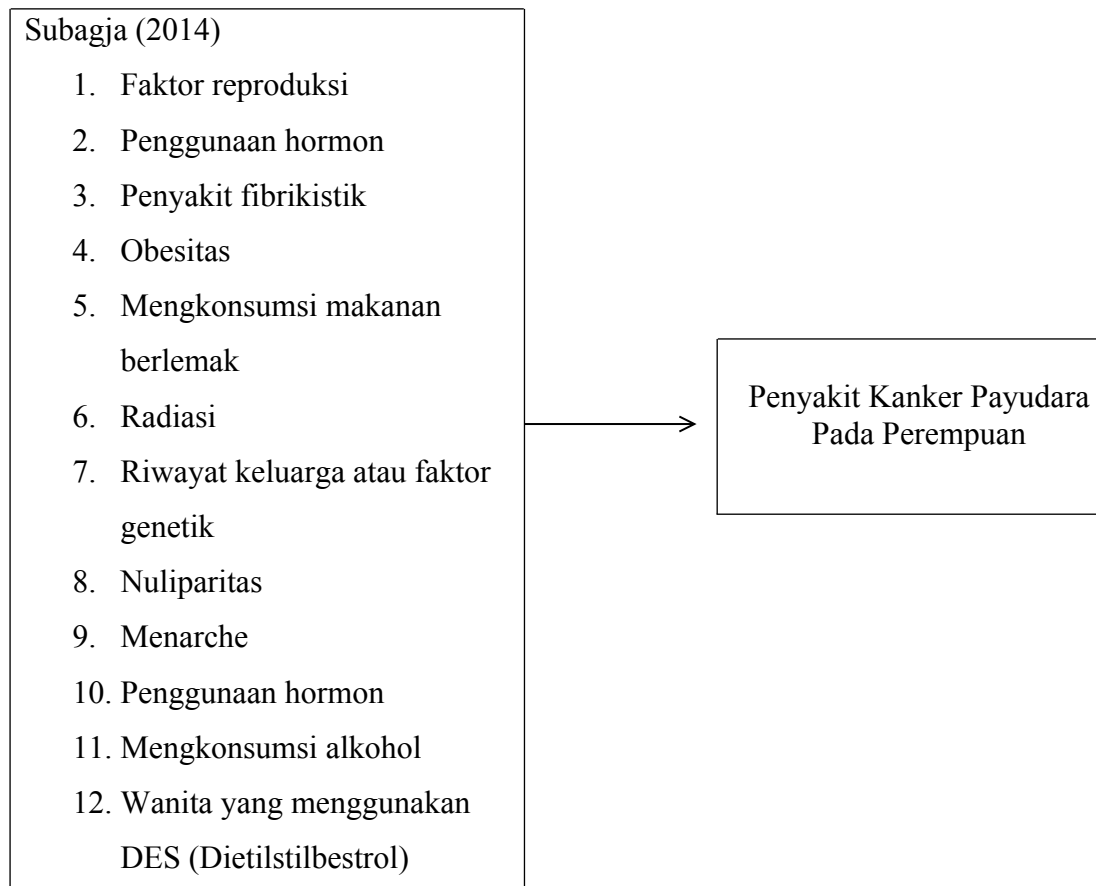 Subagja (2014)
1. Faktor reproduksi
2. Penggunaan hormon
3. Penyakit fibrikistik
4. Obesitas
5. Mengkonsumsi makanan
berlemak
6. Radiasi
7. Riwayat keluarga atau faktor
genetik
8. Nuliparitas
9. Menarche
10. Penggunaan hormon
11. Mengkonsumsi alkohol
12. Wanita yang menggunakan
DES (Dietilstilbestrol)
Penyakit Kanker Payudara
Pada Perempuan